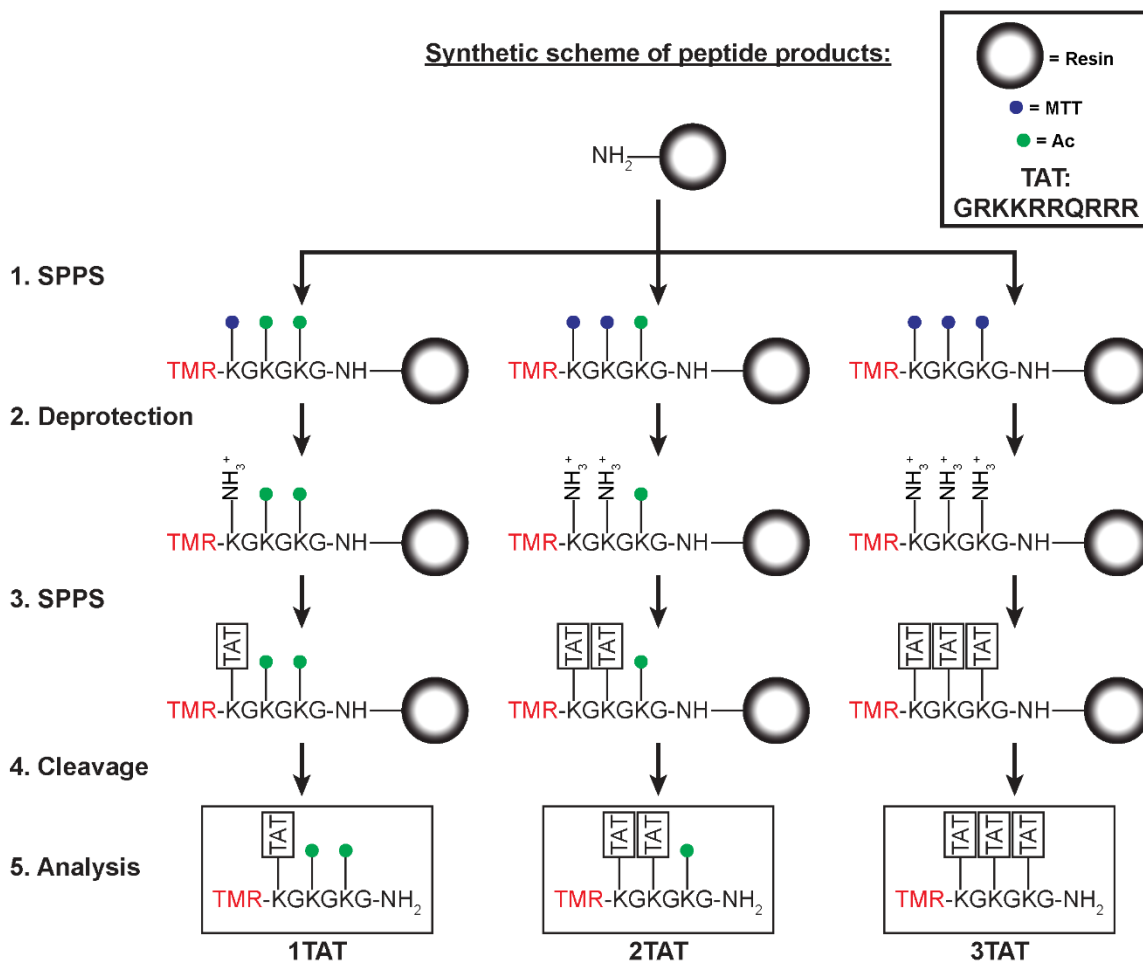 Synthetic scheme of peptide products:
= Resin
= MTT
= Ac
TAT:
GRKKRRQRRR
NH2
1. SPPS
TMR-KGKGKG-NH
TMR-KGKGKG-NH
TMR-KGKGKG-NH
2. Deprotection
NH3+
NH3+
NH3+
NH3+
NH3+
NH3+
TMR-KGKGKG-NH
TMR-KGKGKG-NH
TMR-KGKGKG-NH
3. SPPS
TAT
TAT
TAT
TAT
TAT
TAT
TMR-KGKGKG-NH
TMR-KGKGKG-NH
TMR-KGKGKG-NH
4. Cleavage
TAT
TAT
TAT
TAT
TAT
TAT
5. Analysis
TMR-KGKGKG-NH2
TMR-KGKGKG-NH2
TMR-KGKGKG-NH2
1TAT
2TAT
3TAT